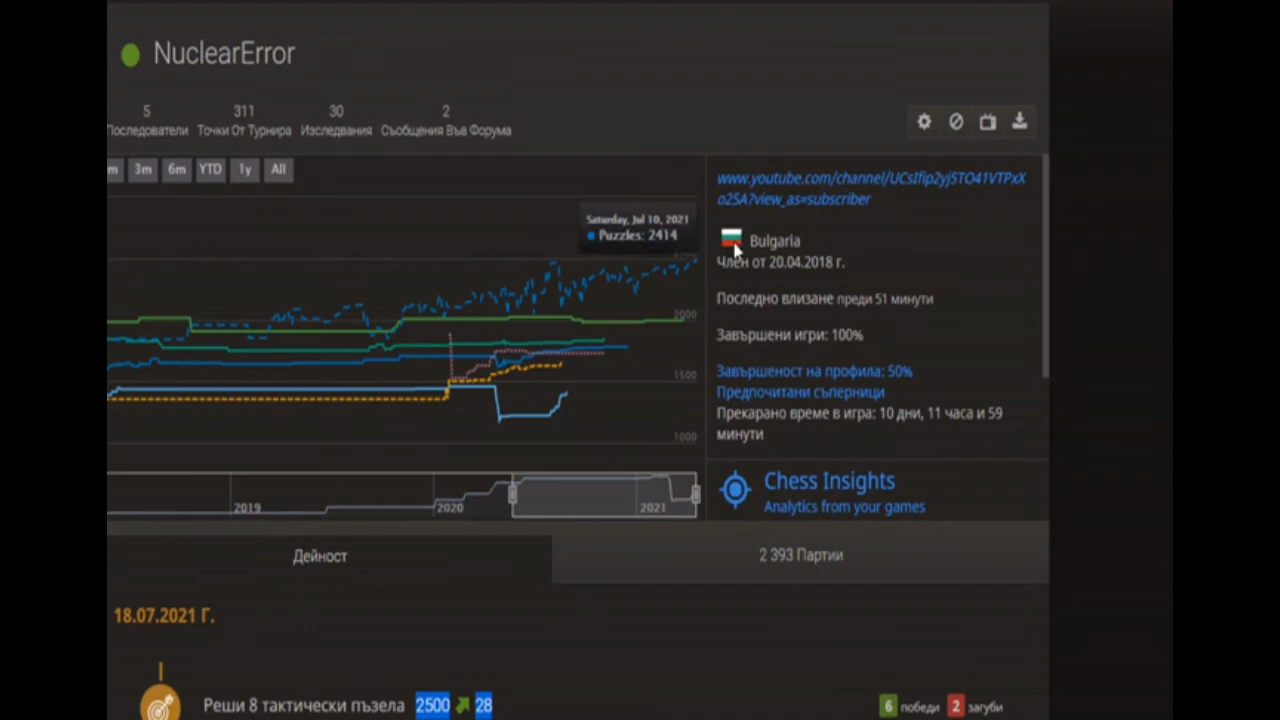 NuclearError
5 311 30 2
Последователи Точки От Турнира Изследвания Съобщения Във Форума
m 3m 6m YTD 1y All
www.youtube.com/channel/UCsIfip2yj5TO41VTPxX
o25A?view_as=subscriber
Saturday, Jul 10, 2021
Puzzles: 2414
Bulgaria
Член от 20.04.2018 г.
Последно влизане преди 51 минути
2000
Завършени игри: 100%
1500
Завършеност на профила: 50%
Предпочитани съперници
Прекарано време в игра: 10 дни, 11 часа и 59
минути
1000
Chess Insights
Analytics from your games
2019 2020 2021
Дейност
2 393 Партии
18.07.2021 Г.
Реши 8 тактически пъзела 2500 28
6 победи 2 загуби